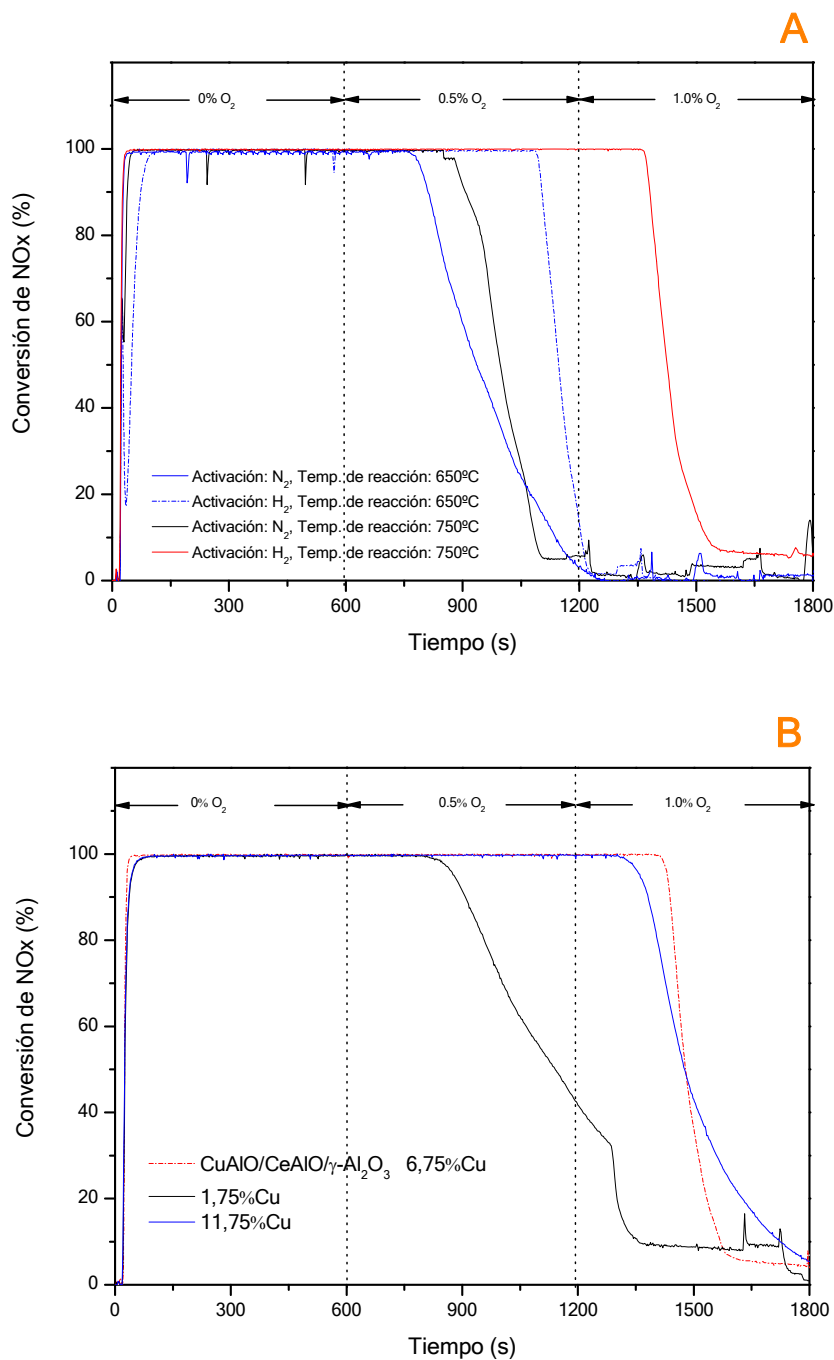 A
0% O₂ 0.5% O₂ 1.0% O₂
100
80
60
40
20
0
Conversión de NOx (%)
Activación: N₂, Temp. de reacción: 650ºC
Activación: H₂, Temp. de reacción: 650ºC
Activación: N₂, Temp. de reacción: 750ºC
Activación: H₂, Temp. de reacción: 750ºC
0 300 600 900 1200 1500 1800
Tiempo (s)
B
0% O₂ 0.5% O₂ 1.0% O₂
100
80
60
40
20
0
Conversión de NOx (%)
CuAlO/CeAlO/γ-Al₂O₃ 6,75%Cu
1,75%Cu
11,75%Cu
0 300 600 900 1200 1500 1800
Tiempo (s)